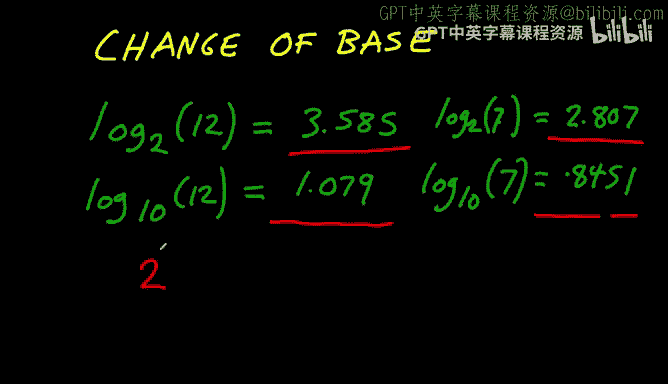 GPT中英字幕课程资源@bilibili.com
GPT中英字幕课程资源 bilibili
CHANGE OF BASE
log₂(12) = 3.585 log₂(7) = 2.807
log₁₀(12) = 1.079 log₁₀(7) = .8451
2